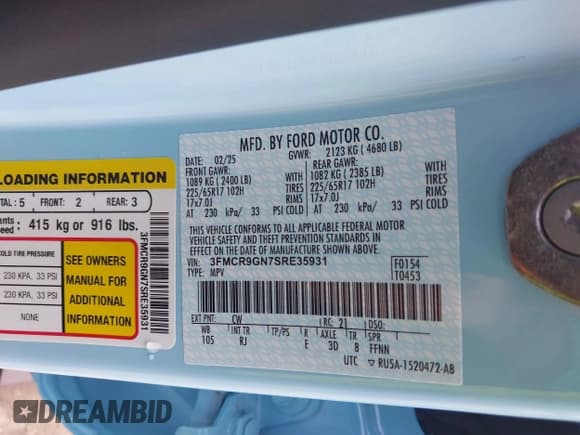 LOADING INFORMATION
TAL : 5 FRONT: 2 REAR: 3
ants
eed 415 kg or 916 lbs.
COLD TIRE PRESSURE
230 KPA, 33 PSI
230 KPA, 33 PSI
NONE
SEE OWNERS
MANUAL FOR
ADDITIONAL
INFORMATION
3FMCR9GN7SRE35931
MFD. BY FORD MOTOR CO.
DATE: 02/25 GVWR: 2123 KG ( 4680 LB)
FRONT GAWR: REAR GAWR:
1089 KG ( 2400 LB) WITH 1082 KG ( 2385 LB) WITH
225/65R17 102H TIRES 225/65R17 102H TIRES
17x7.0J RIMS 17x7.0J RIMS
AT 230 kPa/ 33 PSI COLD AT 230 kPa/ 33 PSI COLD
THIS VEHICLE CONFORMS TO ALL APPLICABLE FEDERAL MOTOR
VEHICLE SAFETY AND THEFT PREVENTION STANDARDS IN EFFECT ON
THE DATE OF MANUFACTURE SHOWN ABOVE.
VIN: 3FMCR9GN7SRE35931
TYPE: MPV
F0154
T0453
EXT PNT: CW RC: 21 DSO:
WB INT TR TP/PS R AXLE TR SPR
105 RJ E 3D 8 FFNN
UTC ▽ RU5A-1520472-AB
DREAMBID